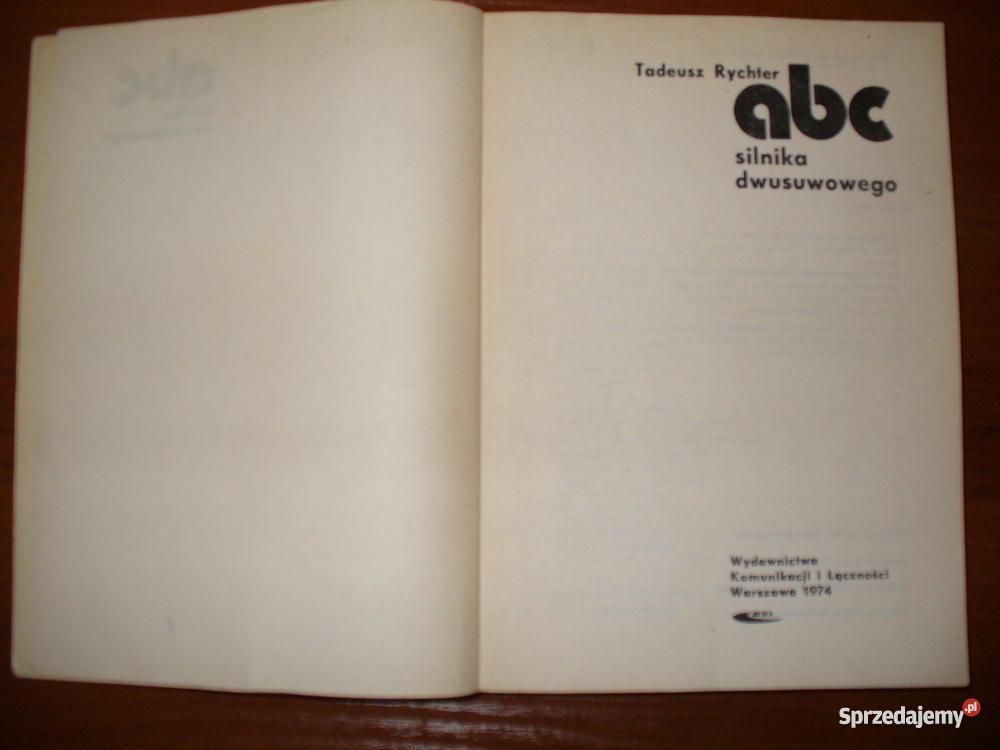 Tadeusz Rychter
abc
silnika
dwusuwowego
Wydawnictwa
Komunikacji i Łączności
Warszawa 1974
Sprzedajemy.pl